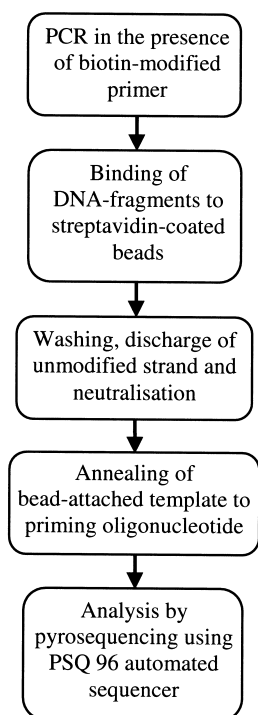 PCR in the presence
of biotin-modified
primer
Binding of
DNA-fragments to
streptavidin-coated
beads
Washing, discharge of
unmodified strand and
neutralisation
Annealing of
bead-attached template to
priming oligonucleotide
Analysis by
pyrosequencing using
PSQ 96 automated
sequencer